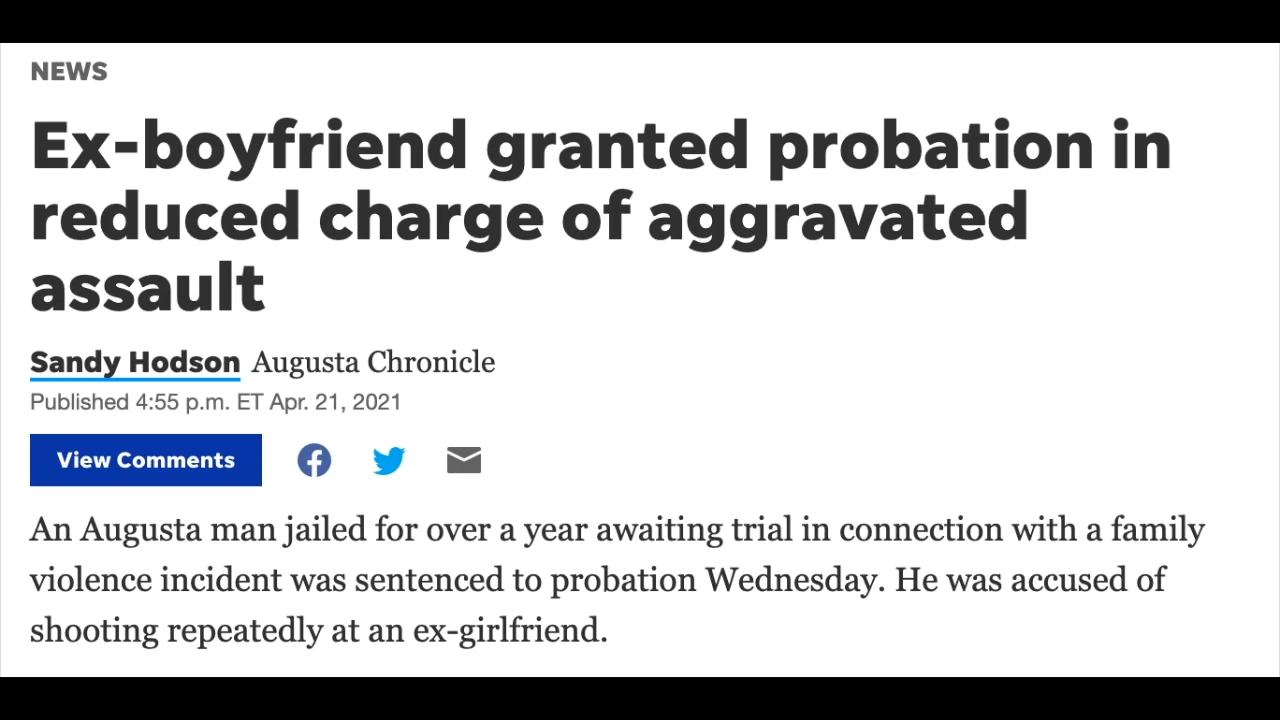 NEWS
Ex-boyfriend granted probation in
reduced charge of aggravated
assault
Sandy Hodson Augusta Chronicle
Published 4:55 p.m. ET Apr. 21, 2021
View Comments
An Augusta man jailed for over a year awaiting trial in connection with a family
violence incident was sentenced to probation Wednesday. He was accused of
shooting repeatedly at an ex-girlfriend.